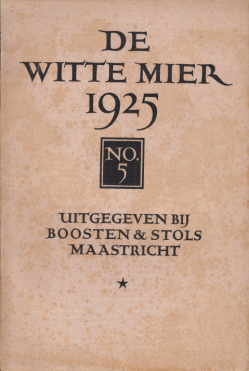 DE
WITTE MIER
1925
NO.
5
UITGEGEVEN BIJ
BOOSTEN & STOLS
MAASTRICHT